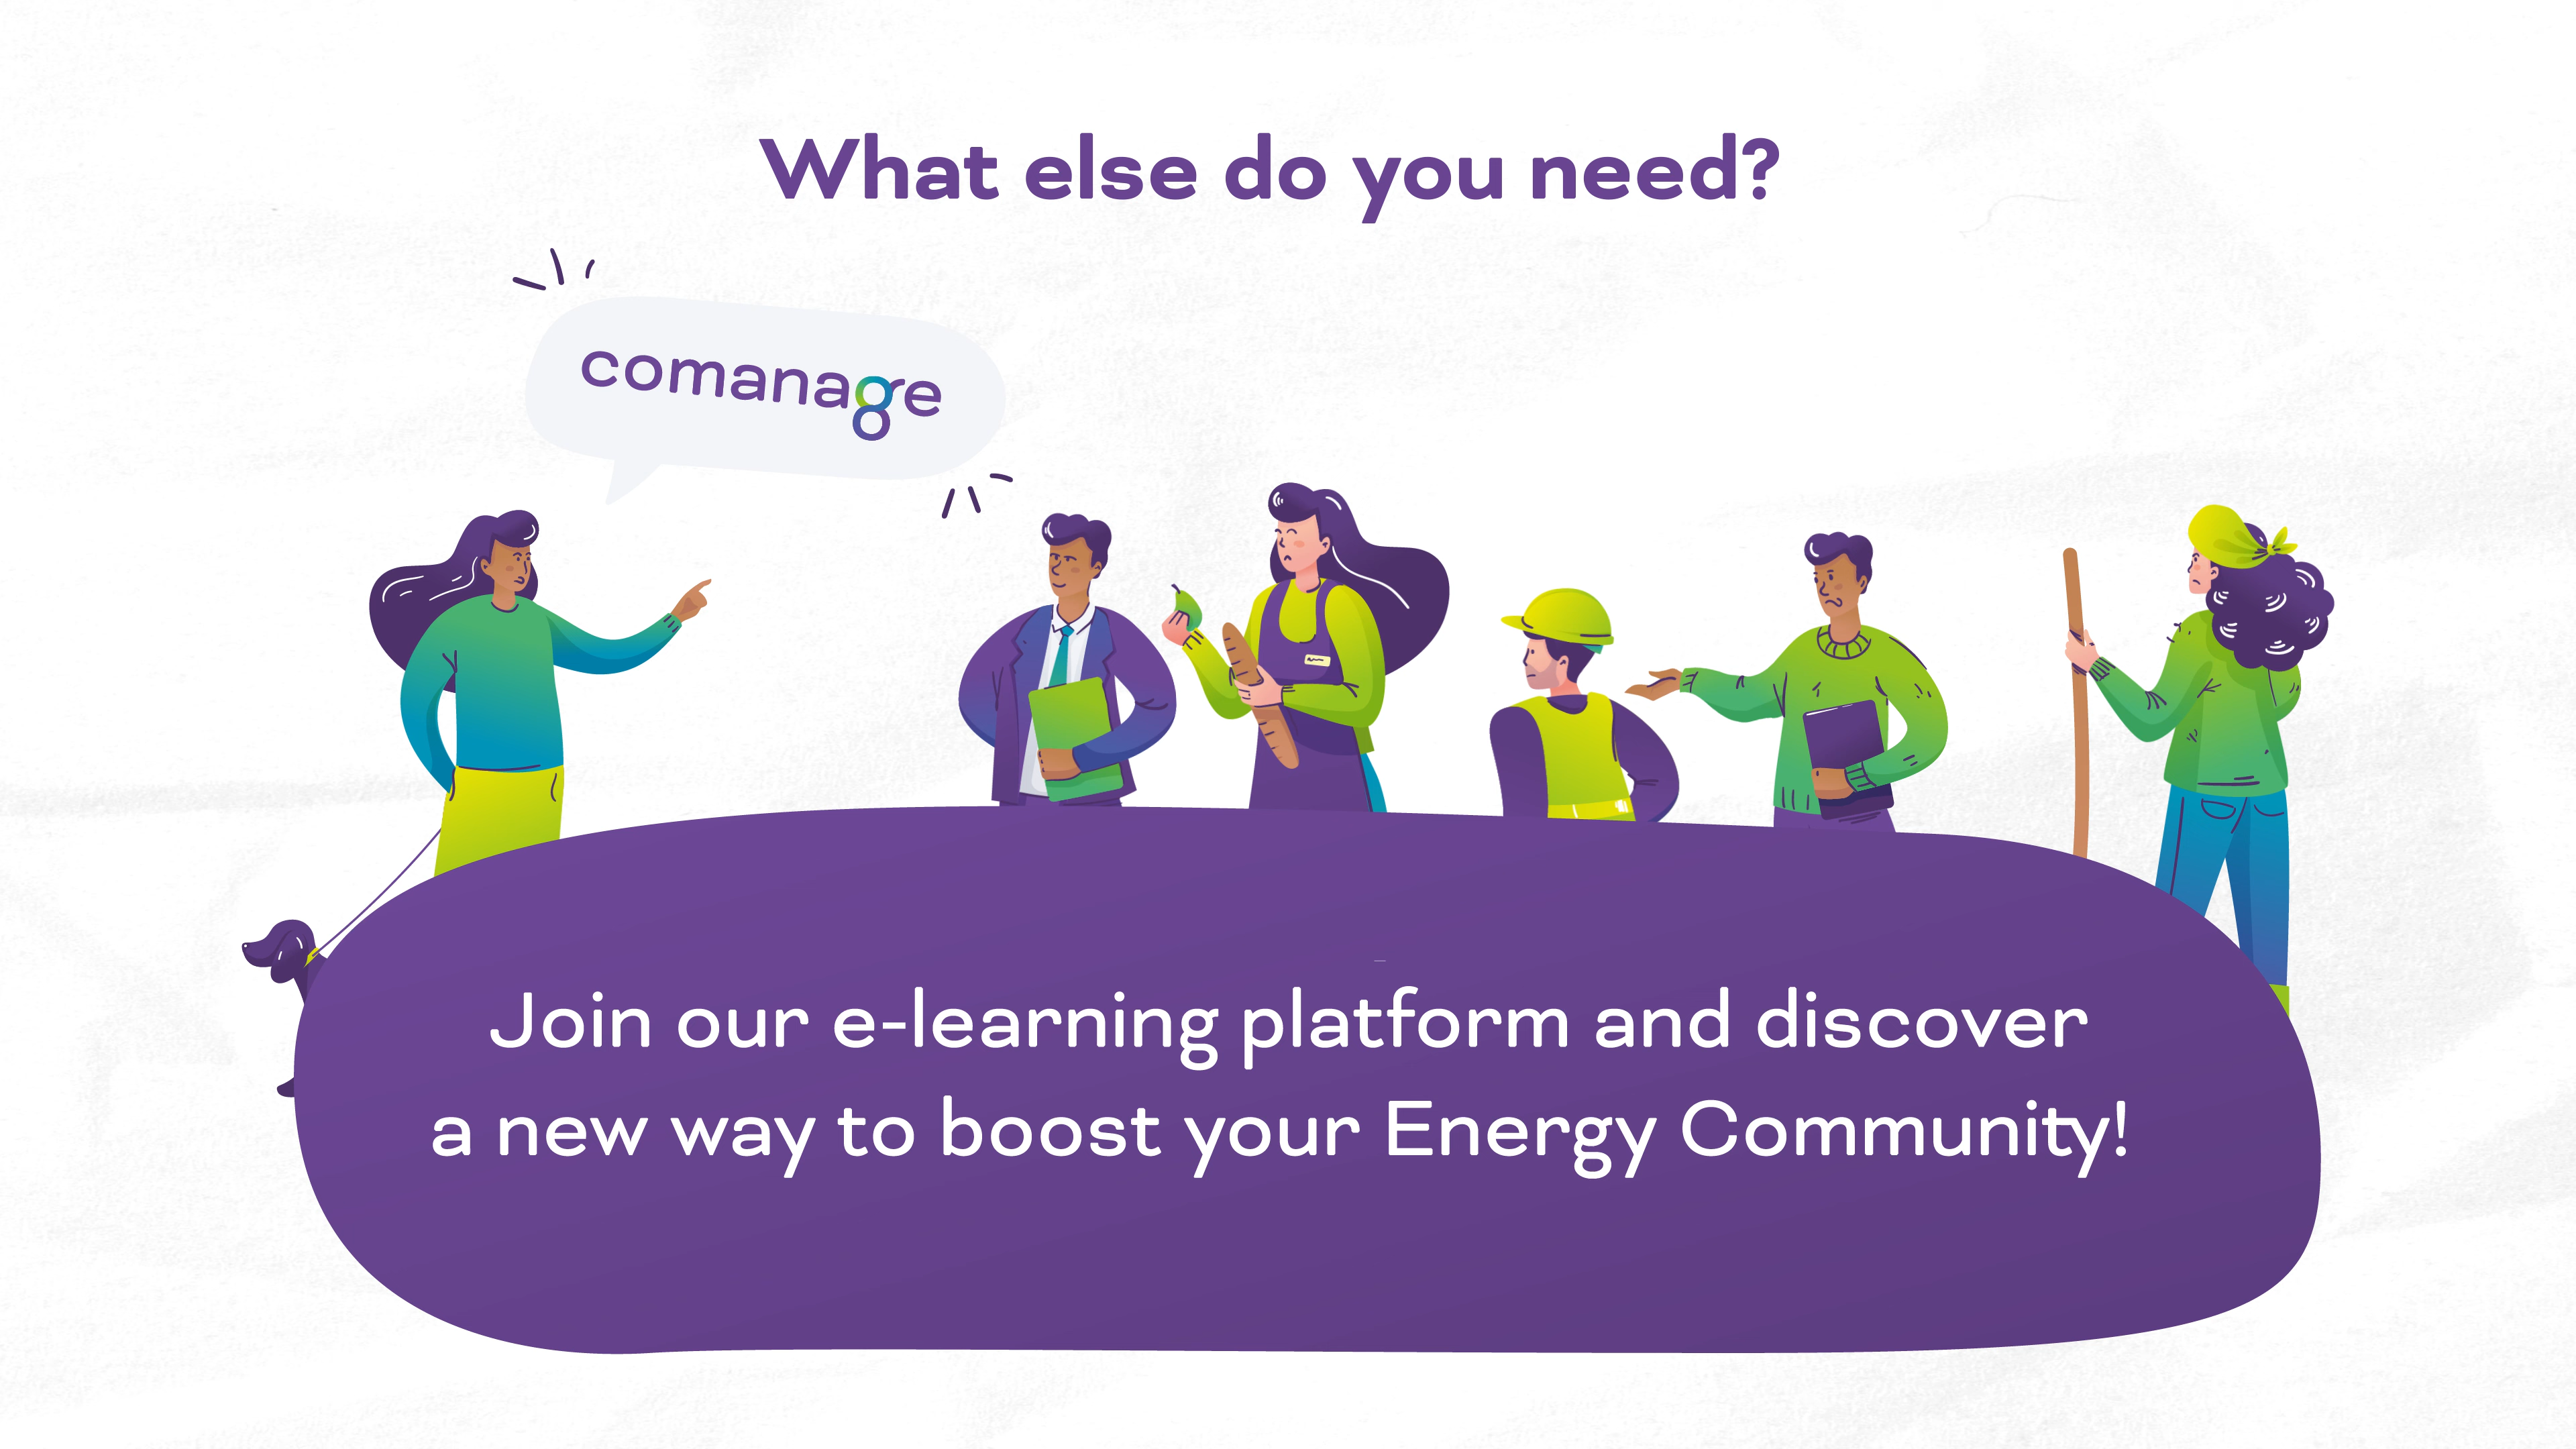 What else do you need?
comanage
Join our e-learning platform and discover
a new way to boost your Energy Community!